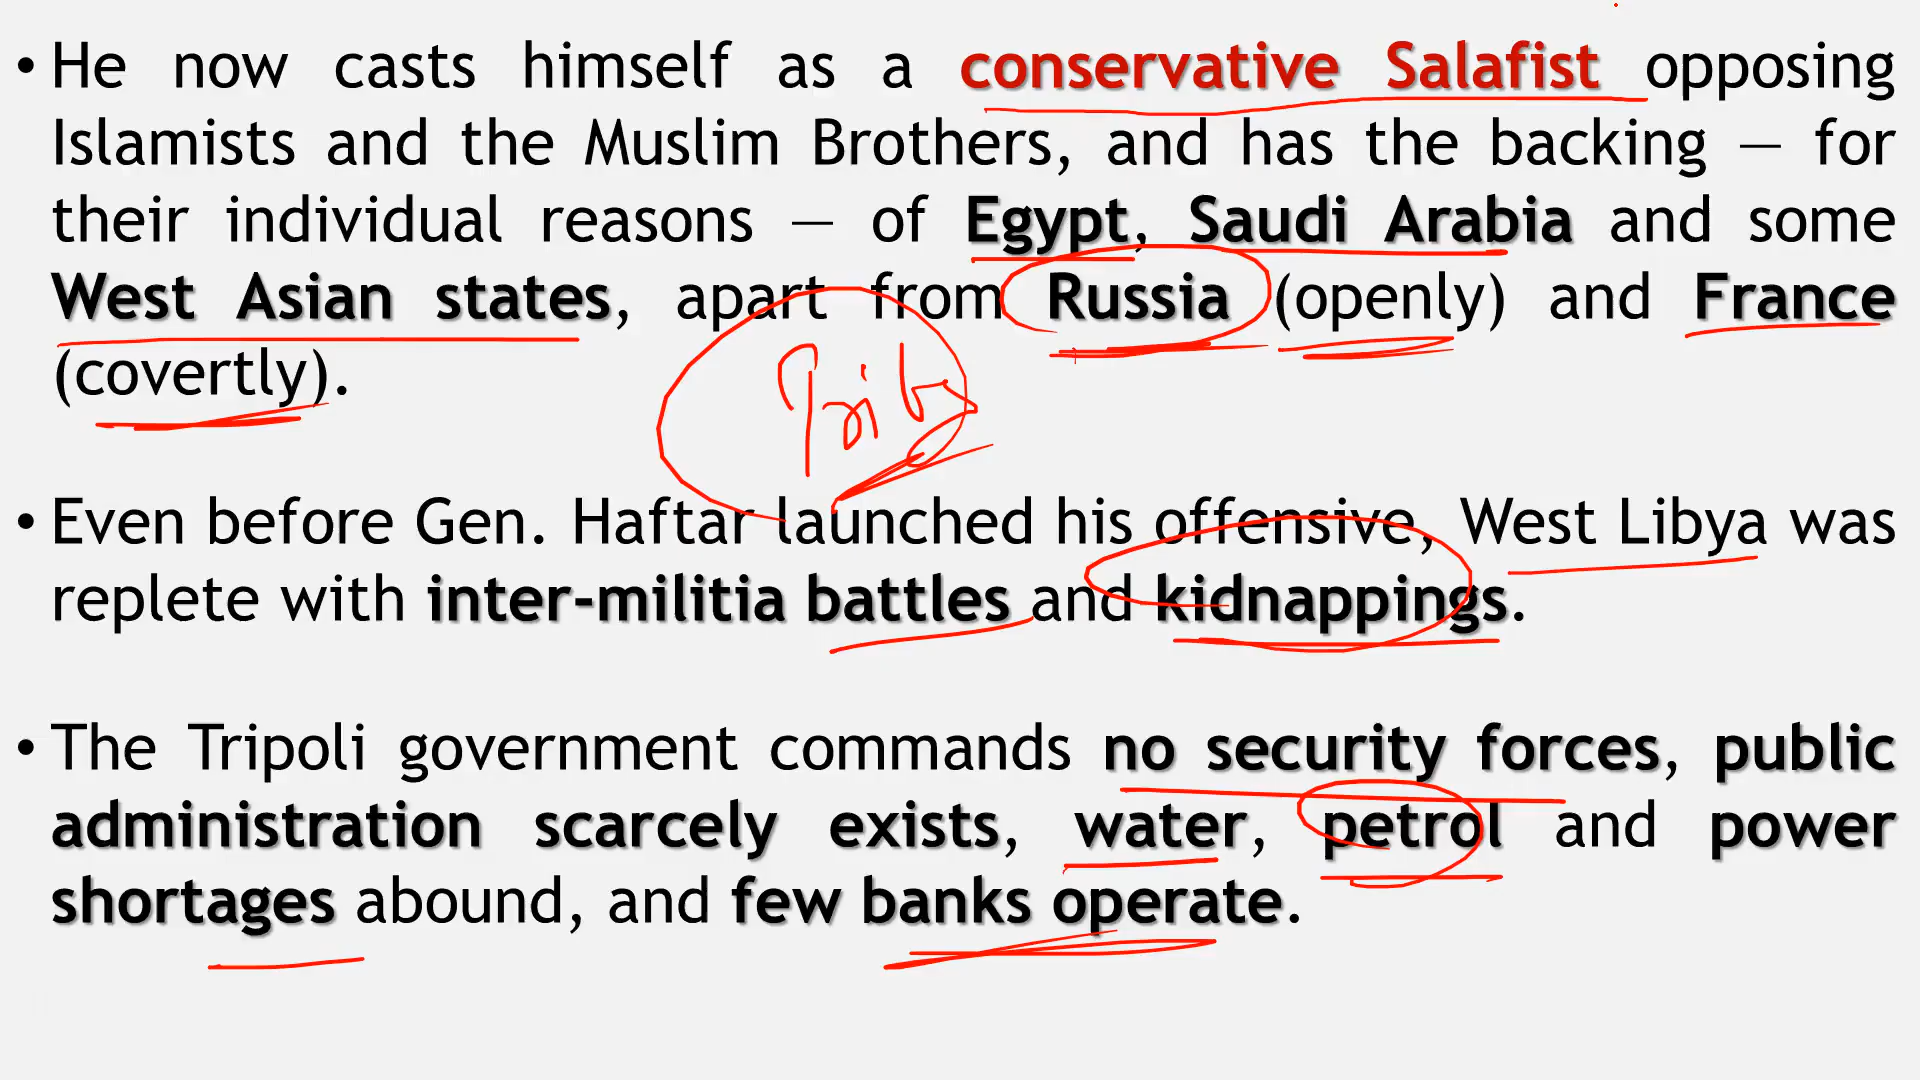 • He now casts himself as a conservative Salafist opposing
Islamists and the Muslim Brothers, and has the backing — for
their individual reasons — of Egypt, Saudi Arabia and some
West Asian states, apart from Russia (openly) and France
(covertly).
• Even before Gen. Haftar launched his offensive, West Libya was
replete with inter-militia battles and kidnappings.
• The Tripoli government commands no security forces, public
administration scarcely exists, water, petrol and power
shortages abound, and few banks operate.